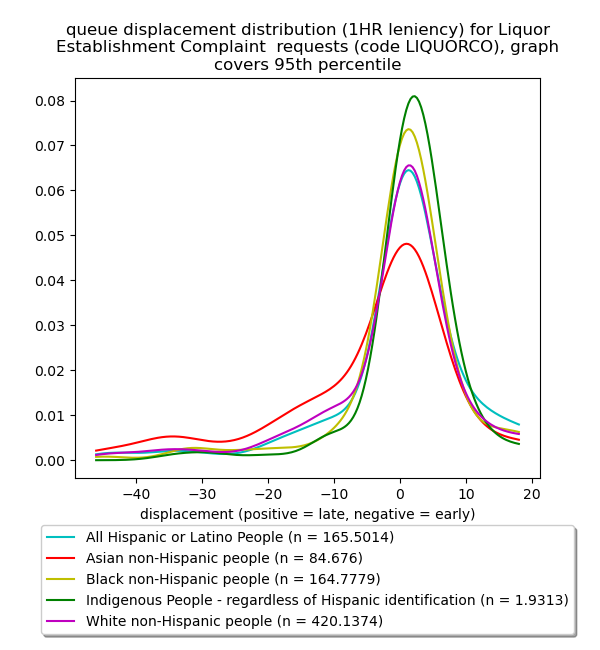 queue displacement distribution (1HR leniency) for Liquor
Establishment Complaint  requests (code LIQUORCO), graph
covers 95th percentile
0.08
0.07
0.06
0.05
0.04
0.03
0.02
0.01
0.00
−40 −30 −20 −10 0 10 20
displacement (positive = late, negative = early)
All Hispanic or Latino People (n = 165.5014)
Asian non-Hispanic people (n = 84.676)
Black non-Hispanic people (n = 164.7779)
Indigenous People - regardless of Hispanic identification (n = 1.9313)
White non-Hispanic people (n = 420.1374)